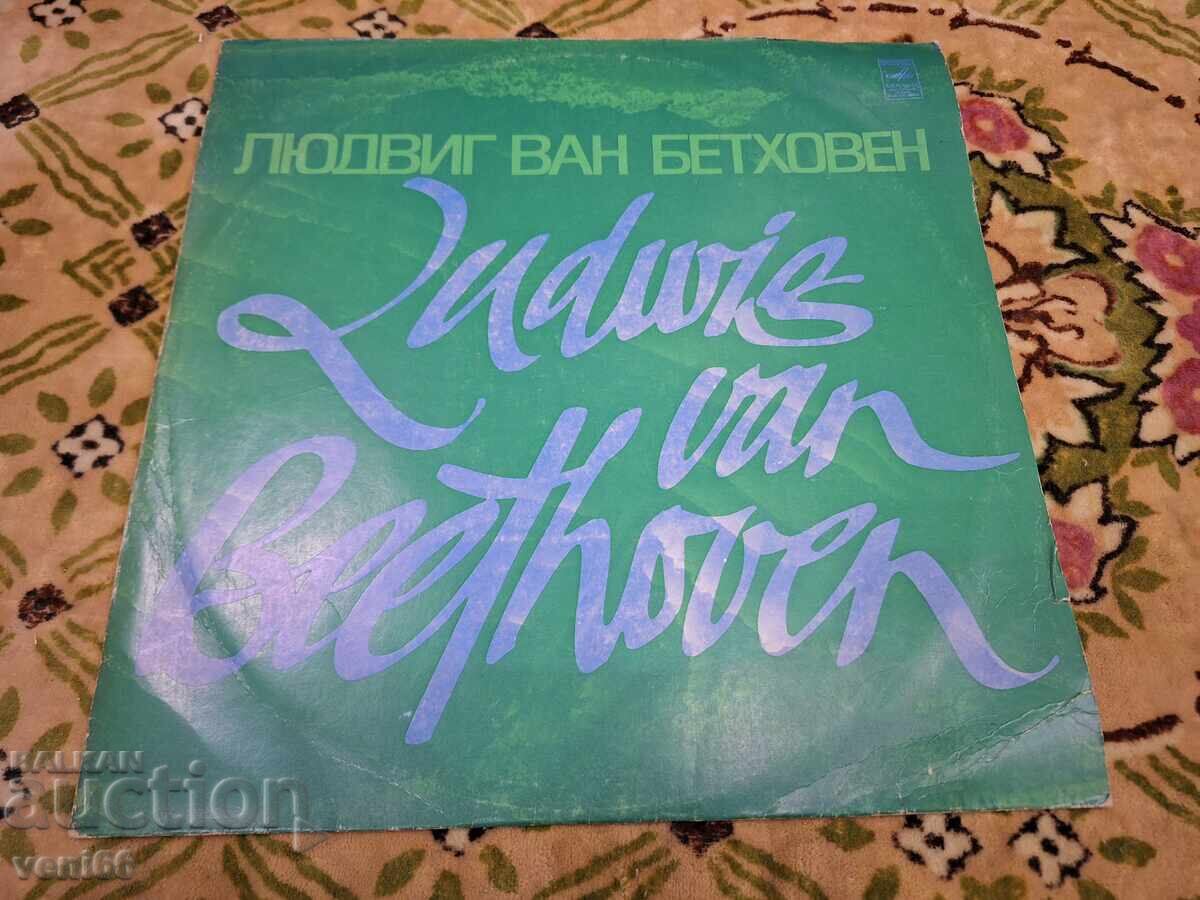 ЛЮДВИГ ВАН БЕТХОВЕН
Ludwig
van
Beethoven
BALKAN
auction
veni66